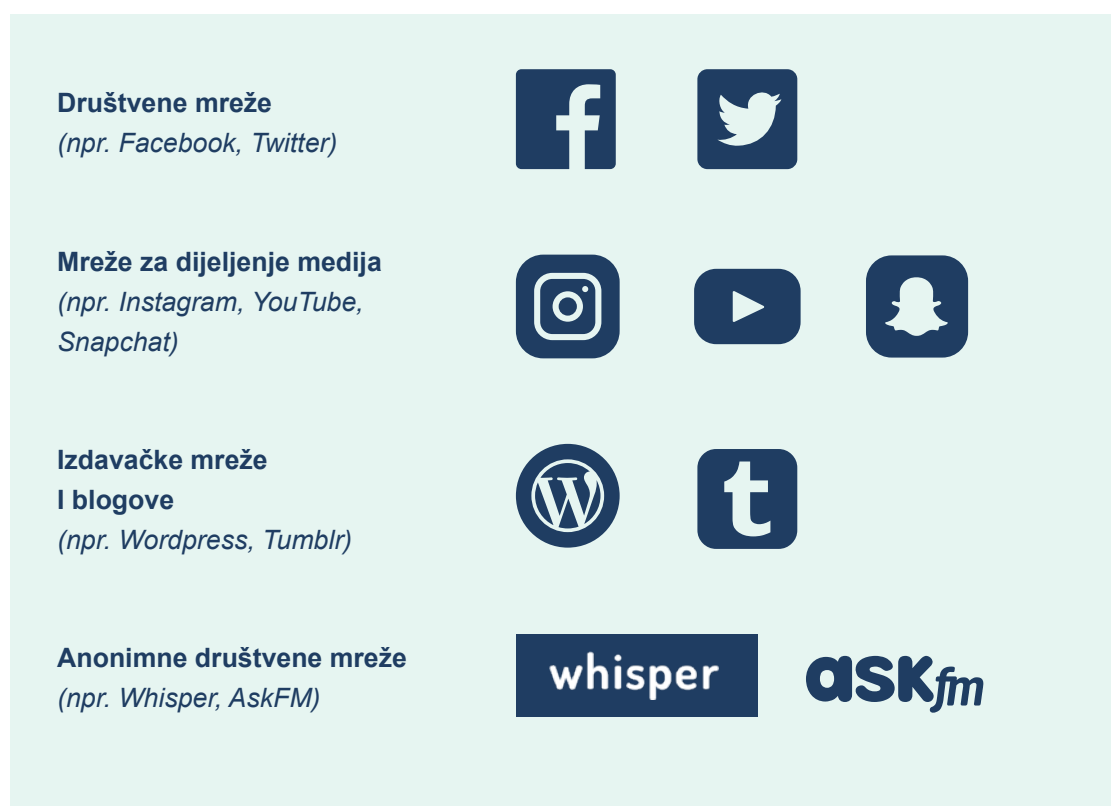 Društvene mreže
(npr. Facebook, Twitter)
Mreže za dijeljenje medija
(npr. Instagram, YouTube,
Snapchat)
Izdavačke mreže
I blogove
(npr. Wordpress, Tumblr)
Anonimne društvene mreže
(npr. Whisper, AskFM)
whisper
ASKfm